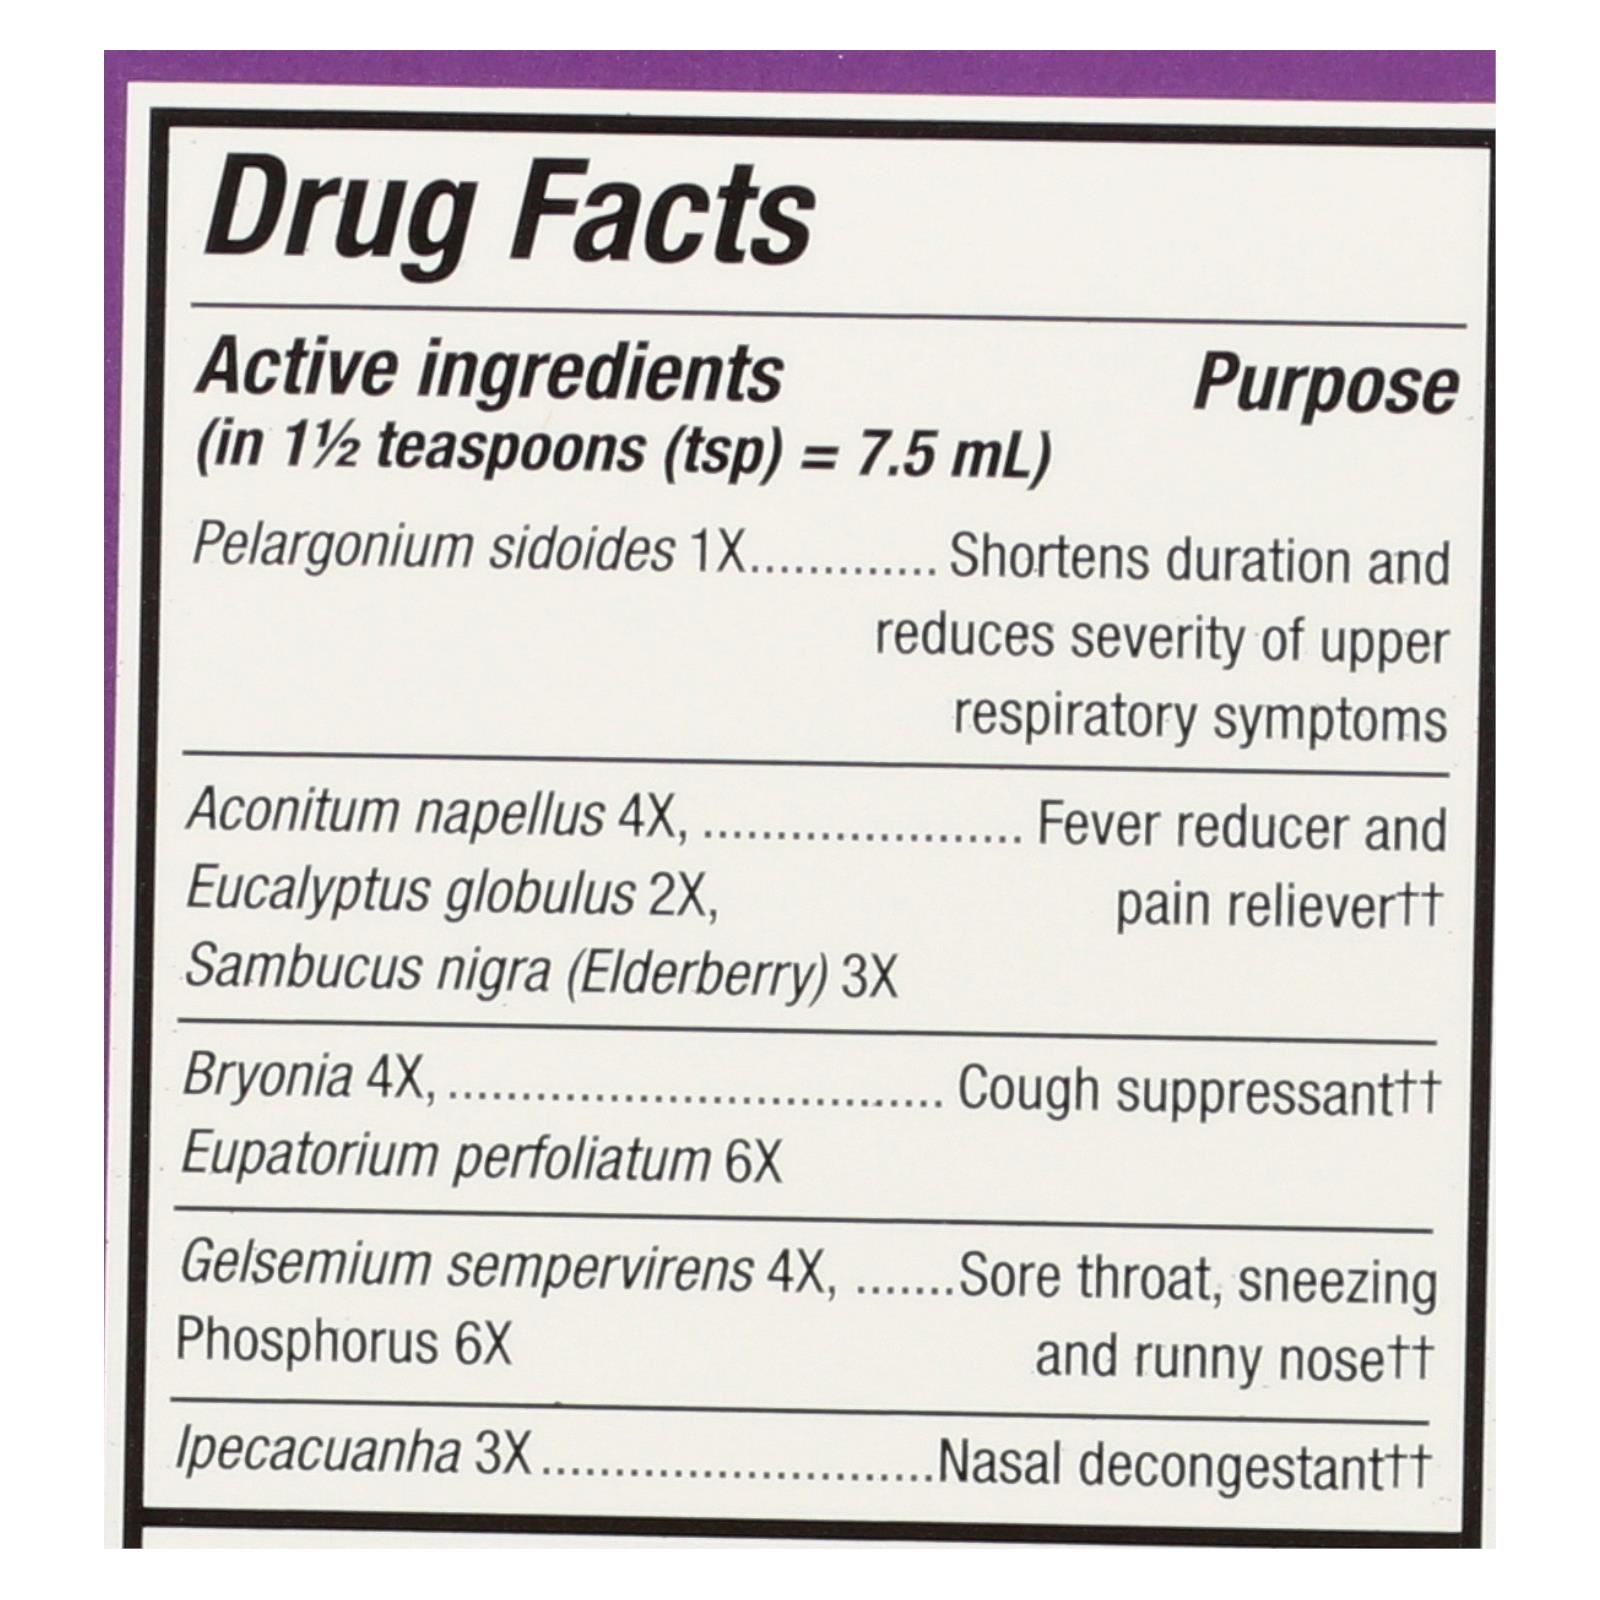 Drug Facts
Active ingredients Purpose
(in 1½ teaspoons (tsp) = 7.5 mL)
Pelargonium sidoides 1X............. Shortens duration and
reduces severity of upper
respiratory symptoms
Aconitum napellus 4X, ...................... Fever reducer and
Eucalyptus globulus 2X, pain reliever††
Sambucus nigra (Elderberry) 3X
Bryonia 4X, .................................. Cough suppressant††
Eupatorium perfoliatum 6X
Gelsemium sempervirens 4X, .......Sore throat, sneezing
Phosphorus 6X and runny nose††
Ipecacuanha 3X...........................Nasal decongestant††